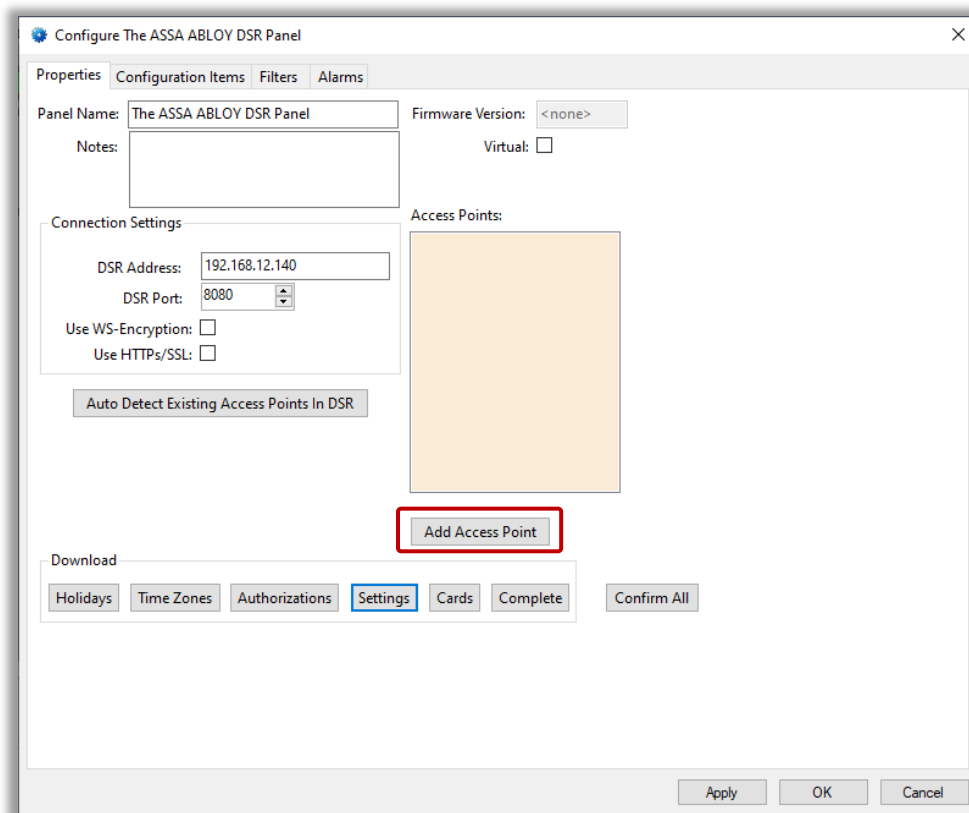 Configure The ASSA ABLOY DSR Panel
Properties Configuration Items Filters Alarms
Panel Name: The ASSA ABLOY DSR Panel Firmware Version: <none>
Notes: Virtual:
Access Points:
Connection Settings
DSR Address: 192.168.12.140
DSR Port: 8080
Use WS-Encryption:
Use HTTPs/SSL:
Auto Detect Existing Access Points In DSR
Add Access Point
Download
Holidays Time Zones Authorizations Settings Cards Complete Confirm All
Apply OK Cancel